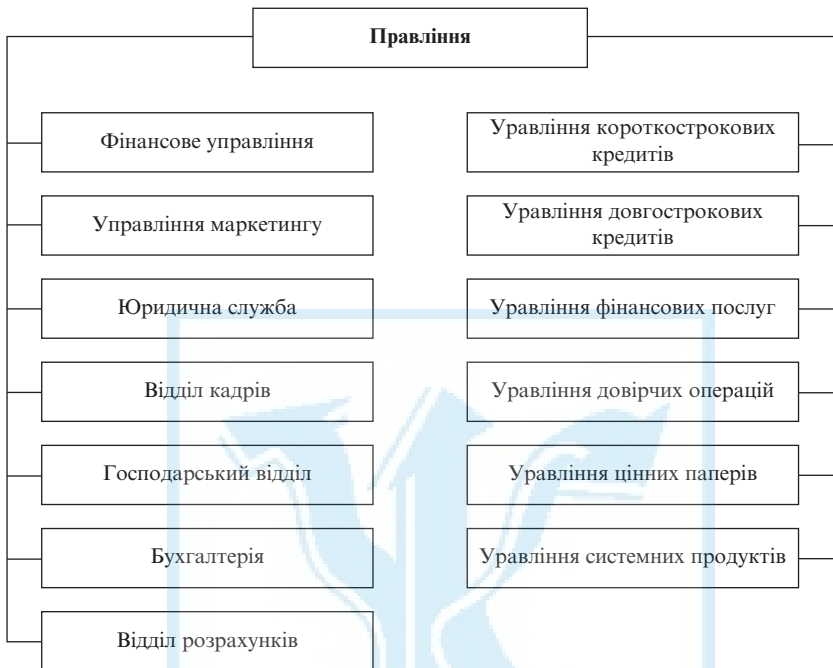 Правління
Фінансове управління
Управління маркетингу
Юридична служба
Відділ кадрів
Господарський відділ
Бухгалтерія
Відділ розрахунків
Уравління короткострокових
кредитів
Уравління довгострокових
кредитів
Уравління фінансових послуг
Уравління довірчих операцій
Уравління цінних паперів
Уравління системних продуктів